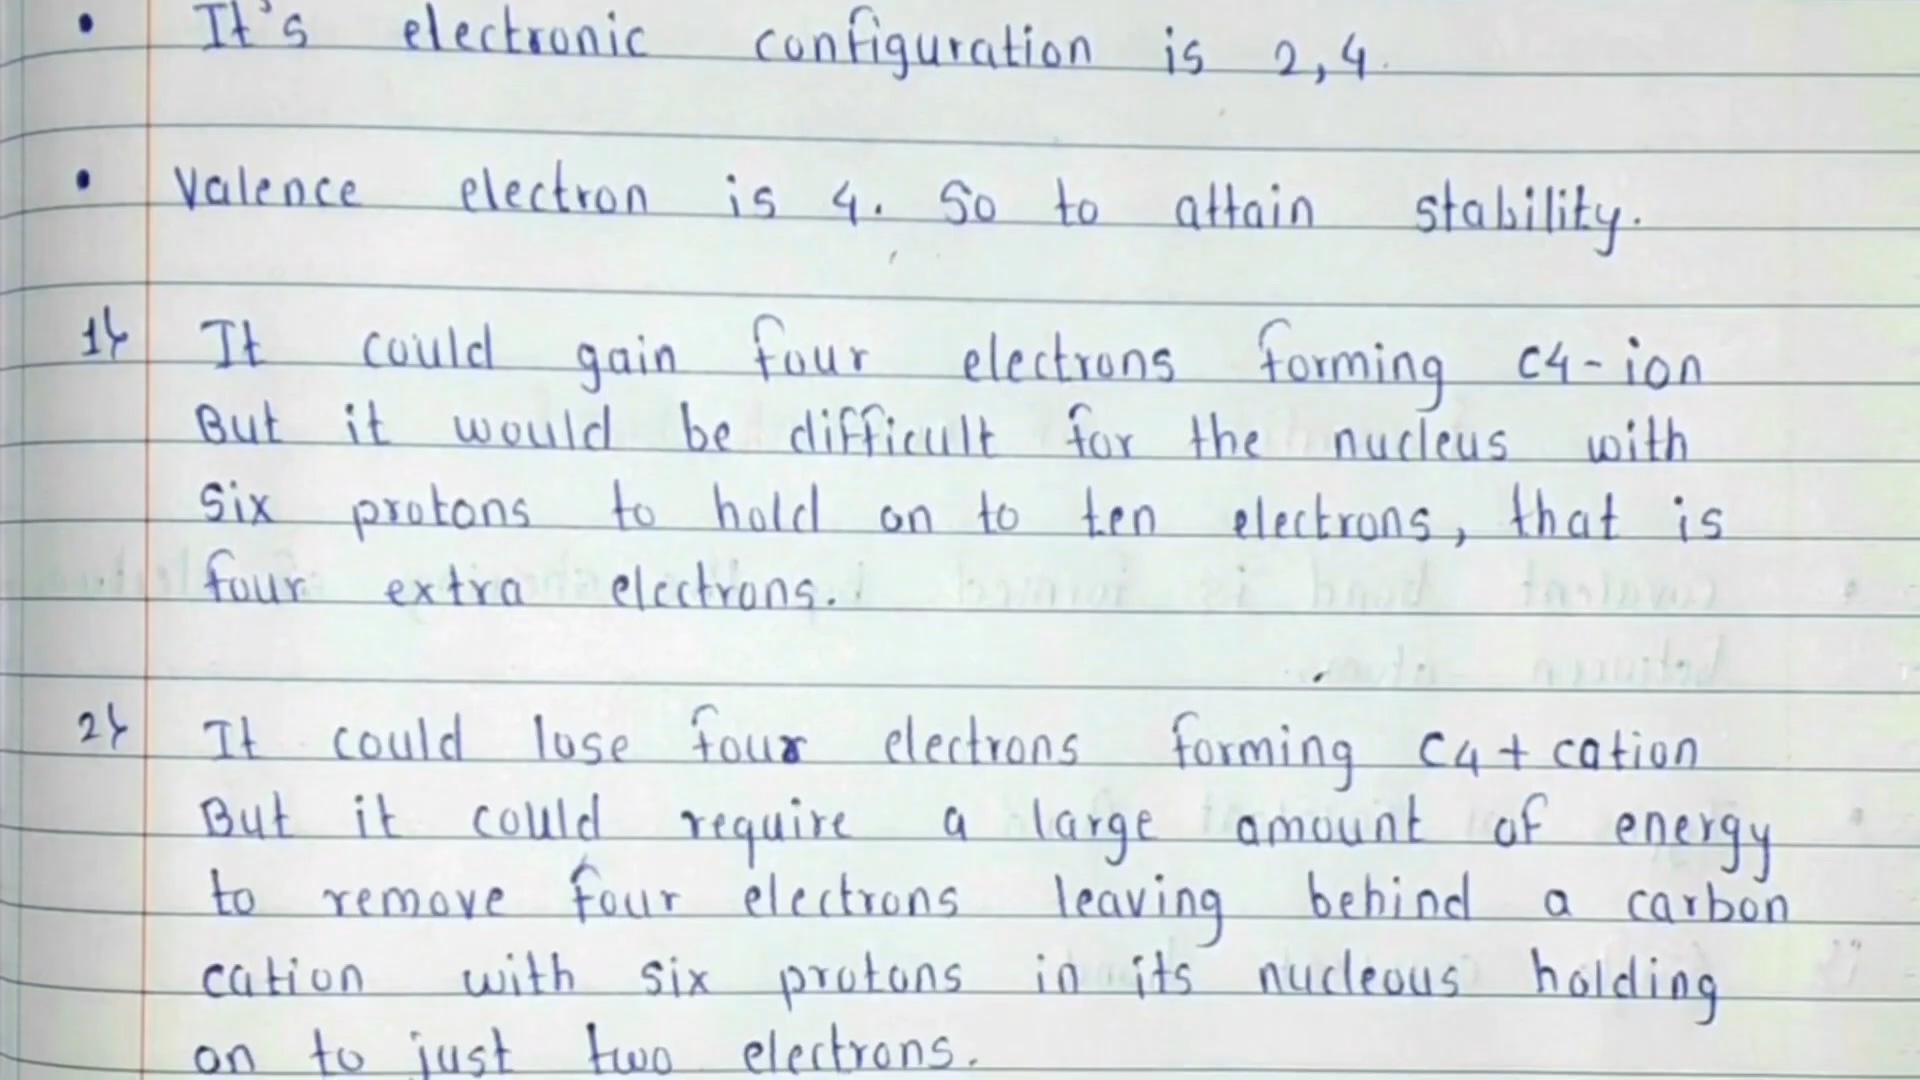 • It's electronic configuration is 2,4.
• Valence electron is 4. So to attain stability.
1} It could gain four electrons forming C4-ion
But it would be difficult for the nucleus with
six protons to hold on to ten electrons, that is
four extra electrons.
2} It could lose four electrons forming C4+ cation
But it could require a large amount of energy
to remove four electrons leaving behind a carbon
cation with six protons in its nucleous holding
on to just two electrons.